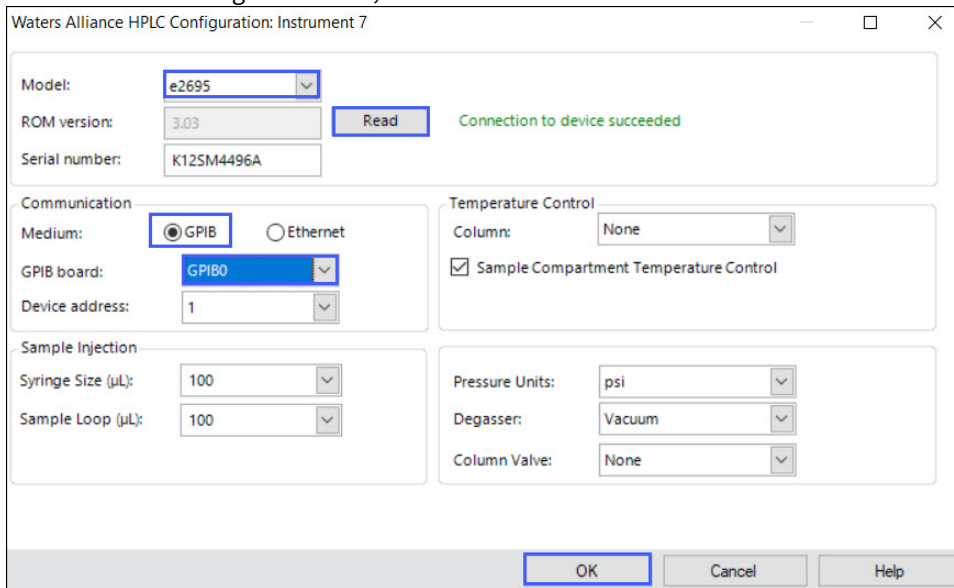 Waters Alliance HPLC Configuration: Instrument 7
Model: e2695
ROM version: 3.03 Read Connection to device succeeded
Serial number: K12SM4496A
Communication
Medium: GPIB Ethernet
GPIB board: GPIB0
Device address: 1
Temperature Control
Column: None
Sample Compartment Temperature Control
Sample Injection
Syringe Size (µL): 100
Sample Loop (µL): 100
Pressure Units: psi
Degasser: Vacuum
Column Valve: None
OK Cancel Help